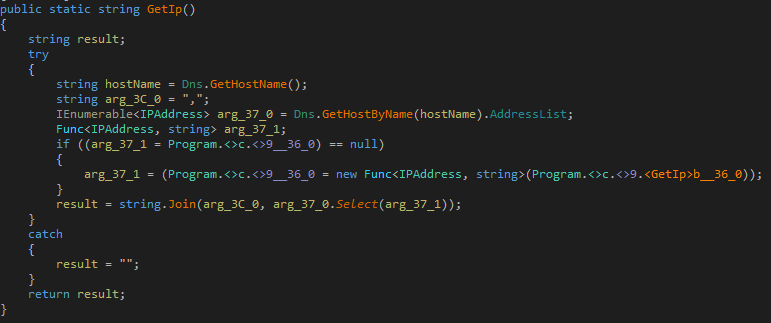 public static string GetIp()
{
    string result;
    try
    {
        string hostName = Dns.GetHostName();
        string arg_3C_0 = ",";
        IEnumerable<IPAddress> arg_37_0 = Dns.GetHostByName(hostName).AddressList;
        Func<IPAddress, string> arg_37_1;
        if ((arg_37_1 = Program.<>c.<>9__36_0) == null)
        {
            arg_37_1 = (Program.<>c.<>9__36_0 = new Func<IPAddress, string>(Program.<>c.<>9.<GetIp>b__36_0));
        }
        result = string.Join(arg_3C_0, arg_37_0.Select(arg_37_1));
    }
    catch
    {
        result = "";
    }
    return result;
}